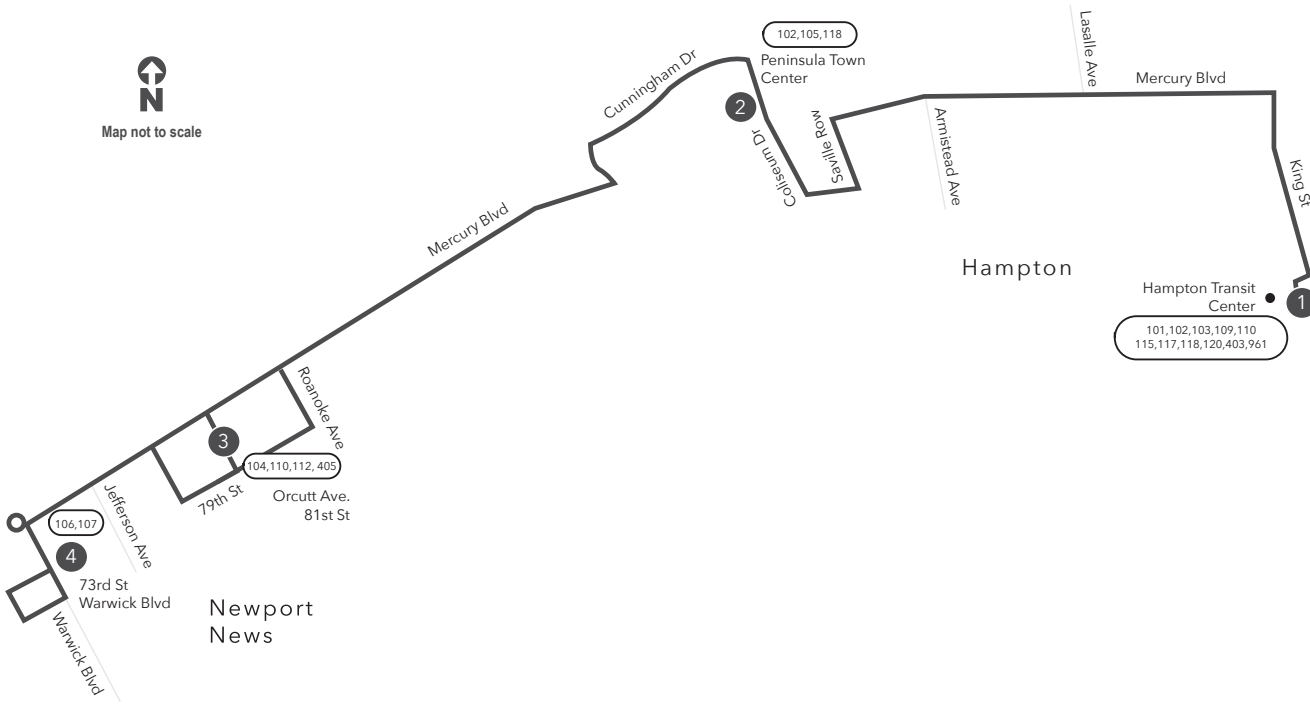 102,105,118
Peninsula Town
Center
Lasalle Ave
Mercury Blvd
Cunningham Dr
N
Map not to scale
2
Coliseum Dr
Saville Row
Armistead Ave
King St
Mercury Blvd
Hampton
Hampton Transit
Center
1
101,102,103,109,110
115,117,118,120,403,961
Roanoke Ave
3
104,110,112, 405
79th St
Orcutt Ave.
81st St
Jefferson Ave
106,107
4
73rd St
Warwick Blvd
Newport
News
Warwick Blvd